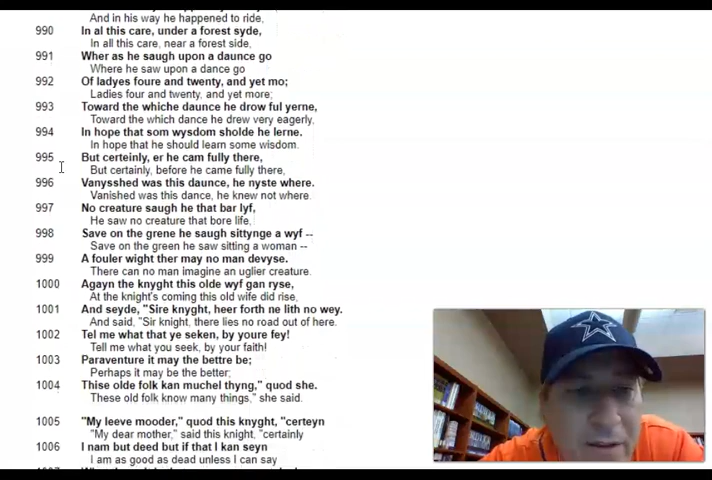 And in his way he happened to ride,
990 In al this care, under a forest syde,
In all this care, near a forest side,
991 Wher as he saugh upon a daunce go
Where he saw upon a dance go
992 Of ladyes foure and twenty, and yet mo;
Ladies four and twenty, and yet more;
993 Toward the whiche daunce he drow ful yerne,
Toward the which dance he drew very eagerly,
994 In hope that som wysdom sholde he lerne.
In hope that he should learn some wisdom.
995 But certeinly, er he cam fully there,
But certainly, before he came fully there,
996 Vanysshed was this daunce, he nyste where.
Vanished was this dance, he knew not where.
997 No creature saugh he that bar lyf,
He saw no creature that bore life,
998 Save on the grene he saugh sittynge a wyf --
Save on the green he saw sitting a woman --
999 A fouler wight ther may no man devyse.
There can no man imagine an uglier creature.
1000 Agayn the knyght this olde wyf gan ryse,
At the knight's coming this old wife did rise,
1001 And seyde, "Sire knyght, heer forth ne lith no wey.
And said, "Sir knight, there lies no road out of here.
1002 Tel me what that ye seken, by youre fey!
Tell me what you seek, by your faith!
1003 Paraventure it may the bettre be;
Perhaps it may be the better;
1004 Thise olde folk kan muchel thyng," quod she.
These old folk know many things," she said.
1005 "My leeve mooder," quod this knyght, "certeyn
"My dear mother," said this knight, "certainly
1006 I nam but deed but if that I kan seyn
I am as good as dead unless I can say